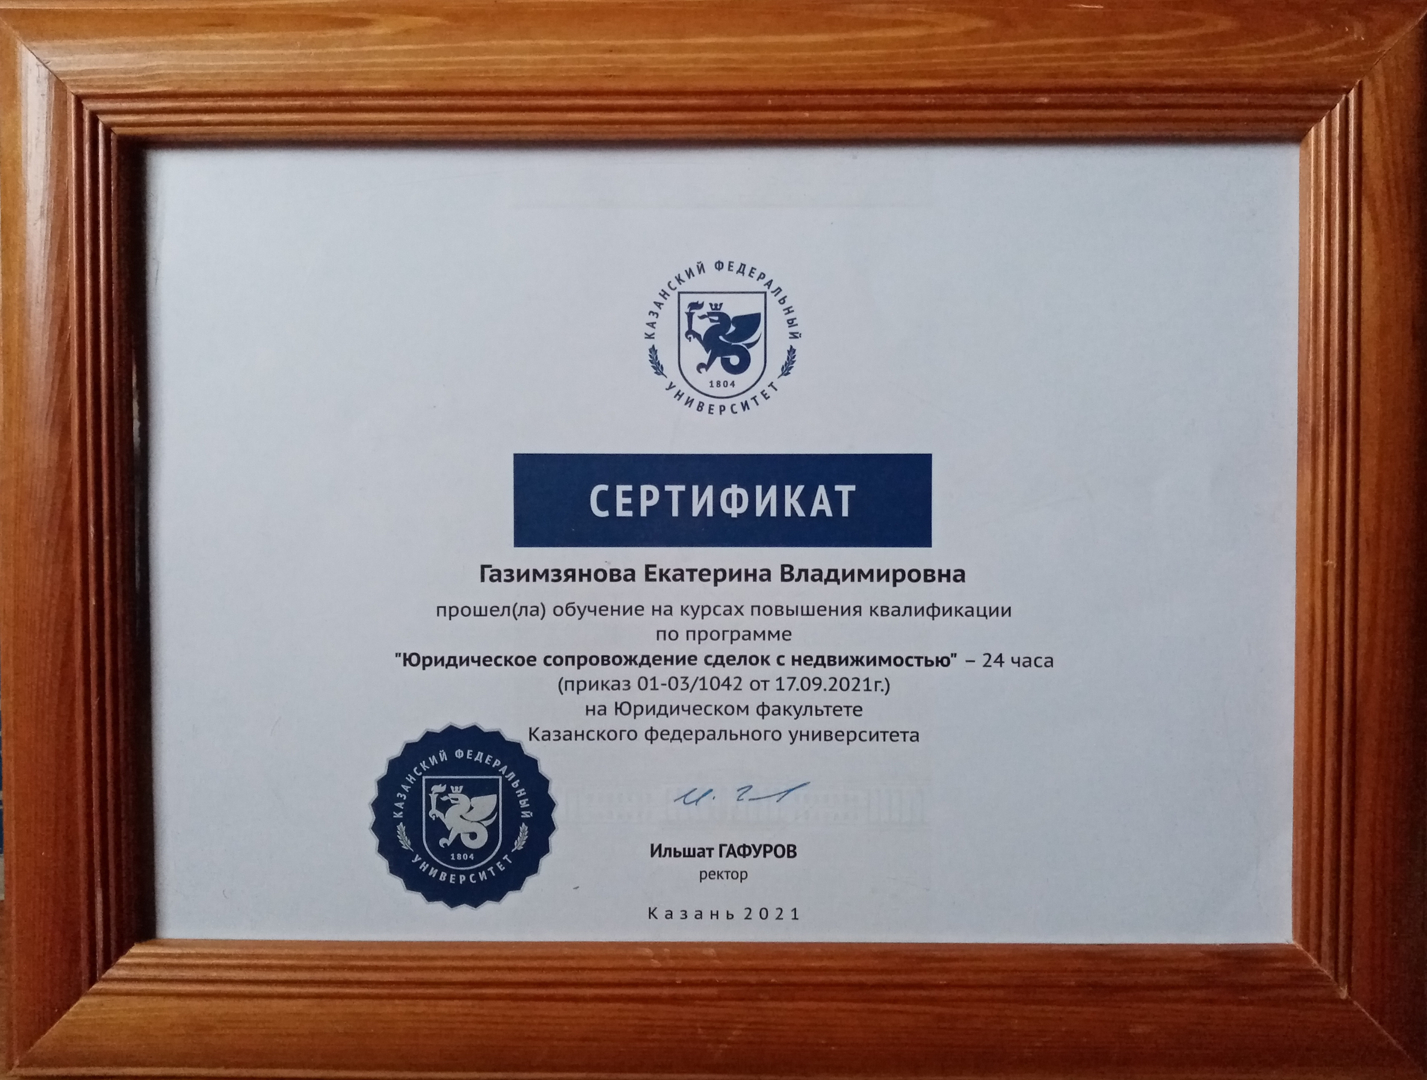 КАЗАНСКИЙ ФЕДЕРАЛЬНЫЙ
1804
УНИВЕРСИТЕТ
СЕРТИФИКАТ
Газимзянова Екатерина Владимировна
прошел(ла) обучение на курсах повышения квалификации
по программе
"Юридическое сопровождение сделок с недвижимостью" – 24 часа
(приказ 01-03/1042 от 17.09.2021г.)
на Юридическом факультете
Казанского федерального университета
КАЗАНСКИЙ ФЕДЕРАЛЬНЫЙ
1804
УНИВЕРСИТЕТ
Ильшат ГАФУРОВ
ректор
Казань 2021